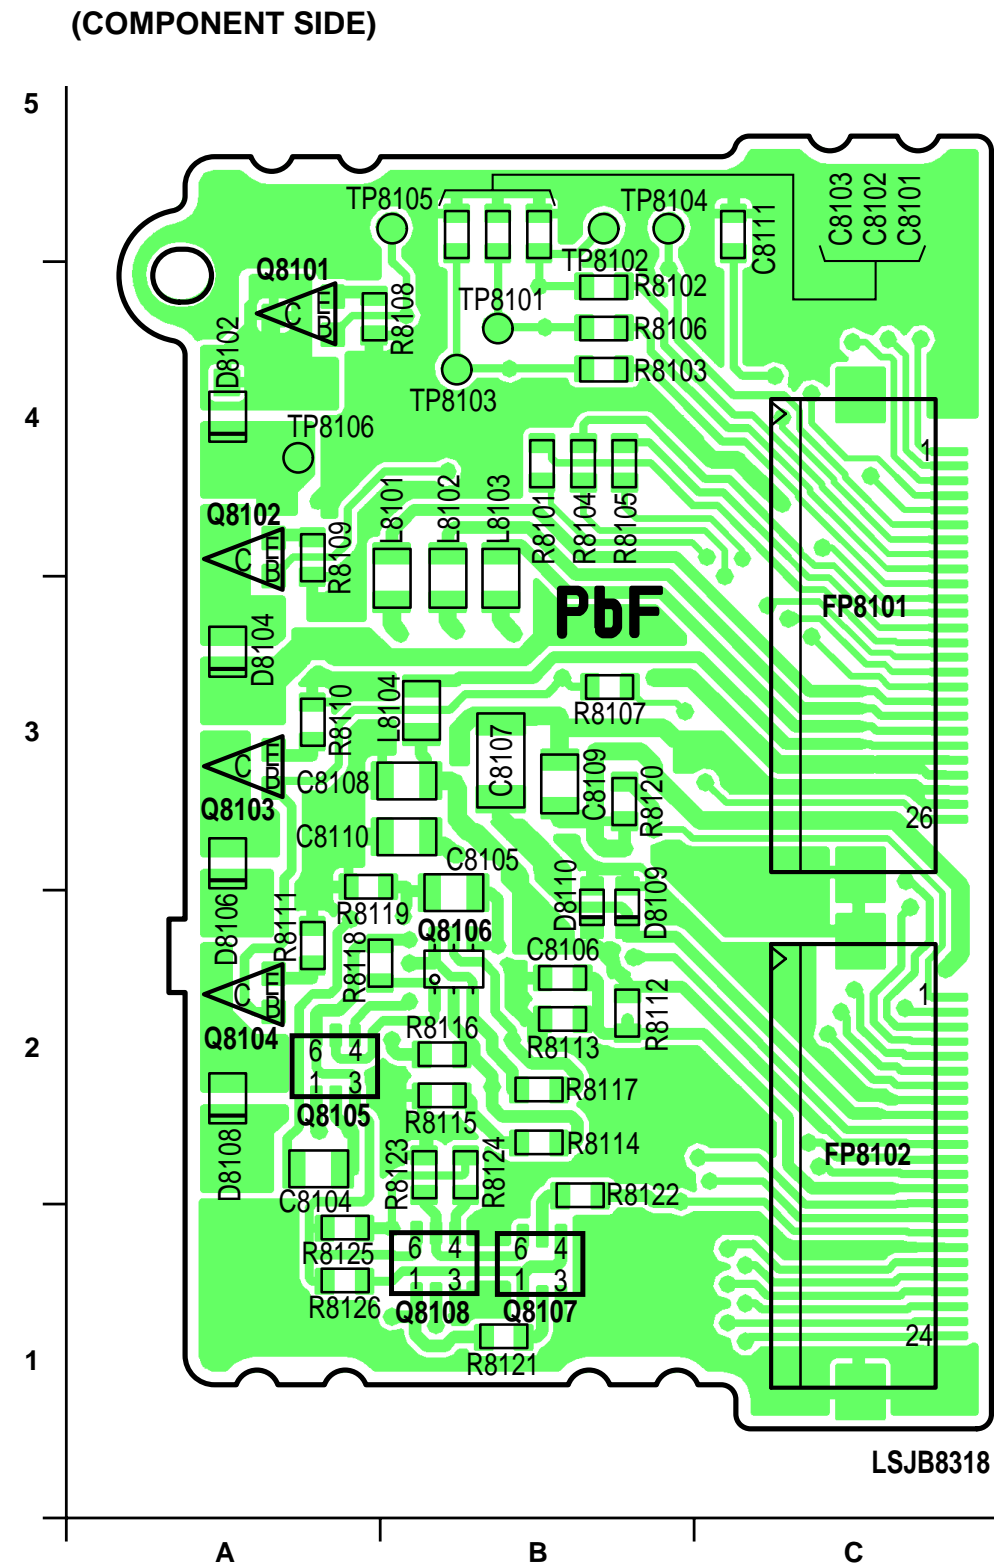 (COMPONENT SIDE)
5
TP8105
TP8104
C8103
C8102
C8101
C8111
TP8102
Q8101
R8102
TP8101
C
E
B
R8108
R8106
D8102
R8103
TP8103
4
TP8106
1
L8101
L8102
L8103
R8101
R8104
R8105
Q8102
C
E
B
R8109
PbF
FP8101
D8104
R8110
L8104
R8107
3
C8107
C8109
C
E
B
C8108
R8120
Q8103
26
C8110
C8105
D8106
R8111
R8119
D8110
D8109
Q8106
R8118
C8106
C
E
B
1
R8112
Q8104
R8116
R8113
2
6 4
1 3
R8117
Q8105
R8115
D8108
R8114
FP8102
R8123
R8124
C8104
R8122
R8125
6 4
1 3
6 4
1 3
R8126
Q8108
Q8107
24
R8121
1
LSJB8318
A
B
C